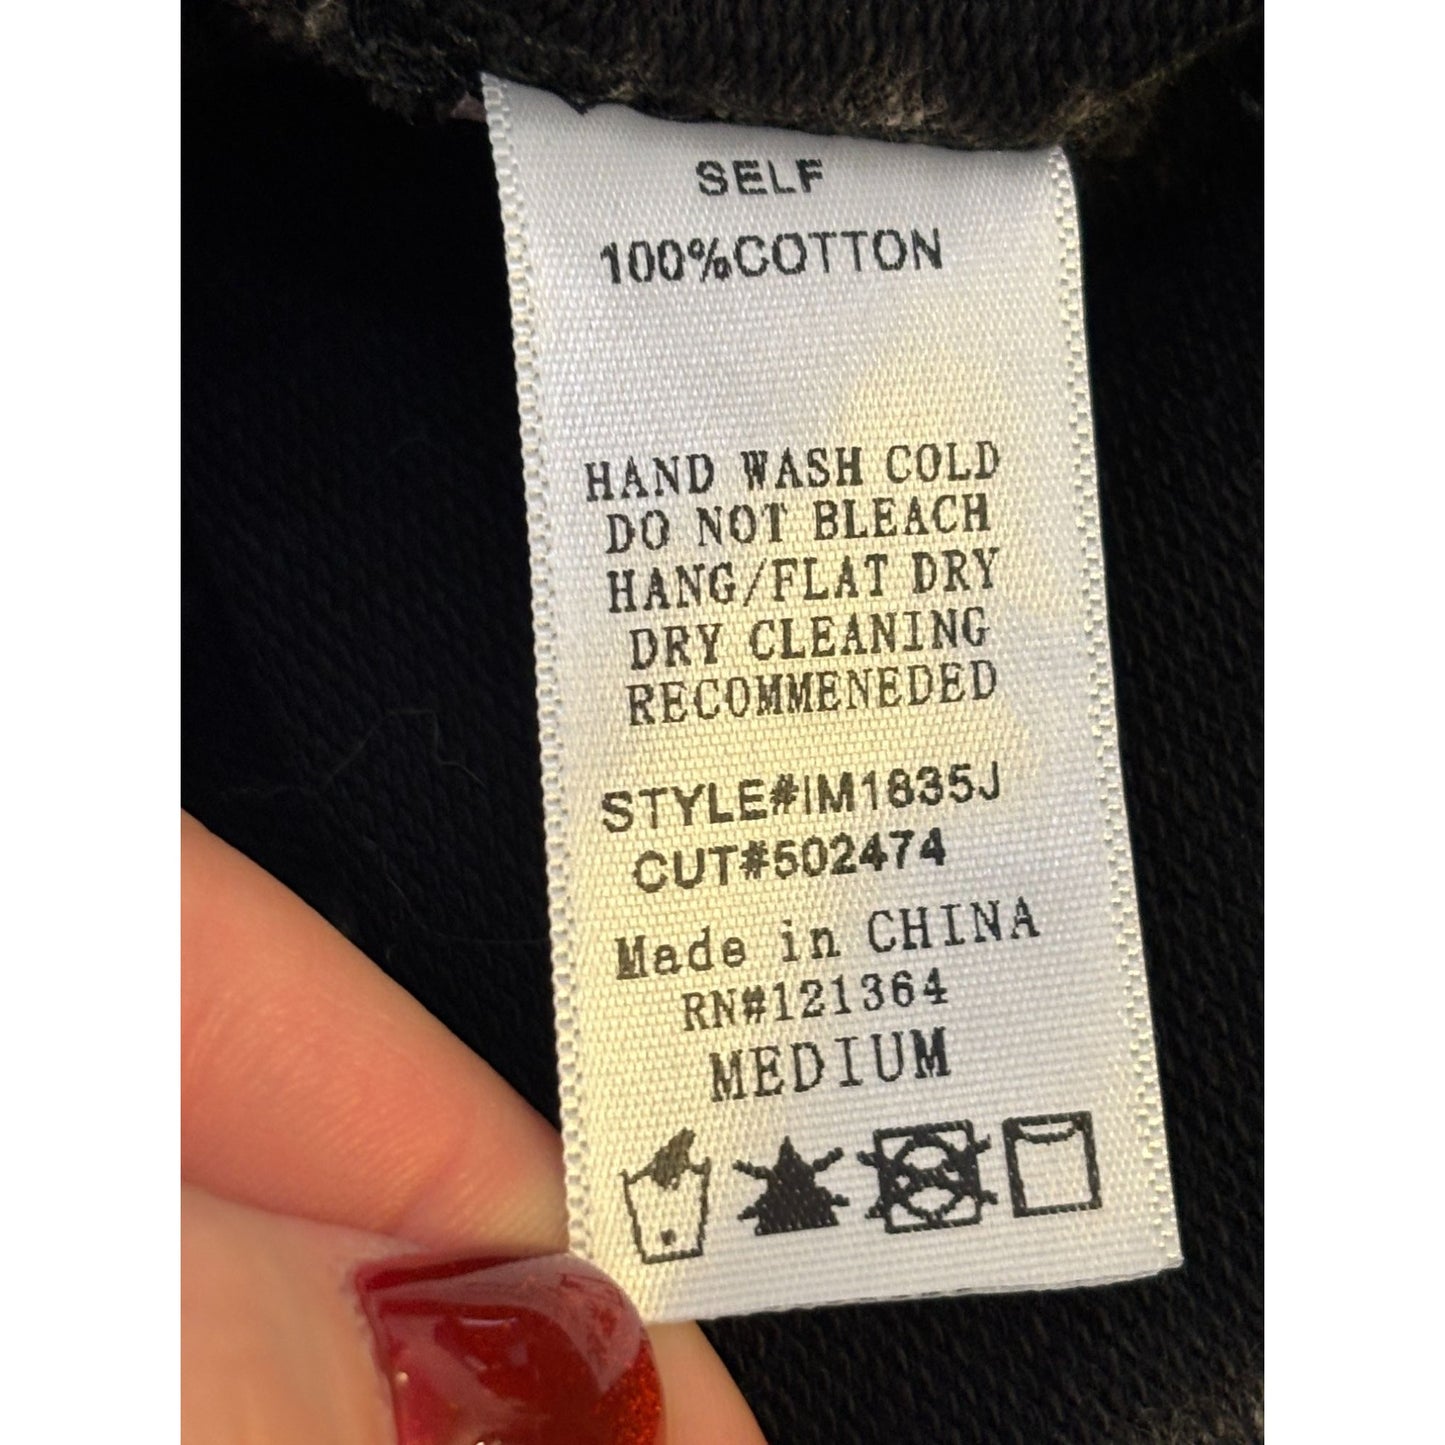 SELF
100%COTTON
HAND WASH COLD
DO NOT BLEACH
HANG/FLAT DRY
DRY CLEANING
RECOMMENEDED
STYLE#IM1835J
CUT#502474
Made in CHINA
RN#121364
MEDIUM